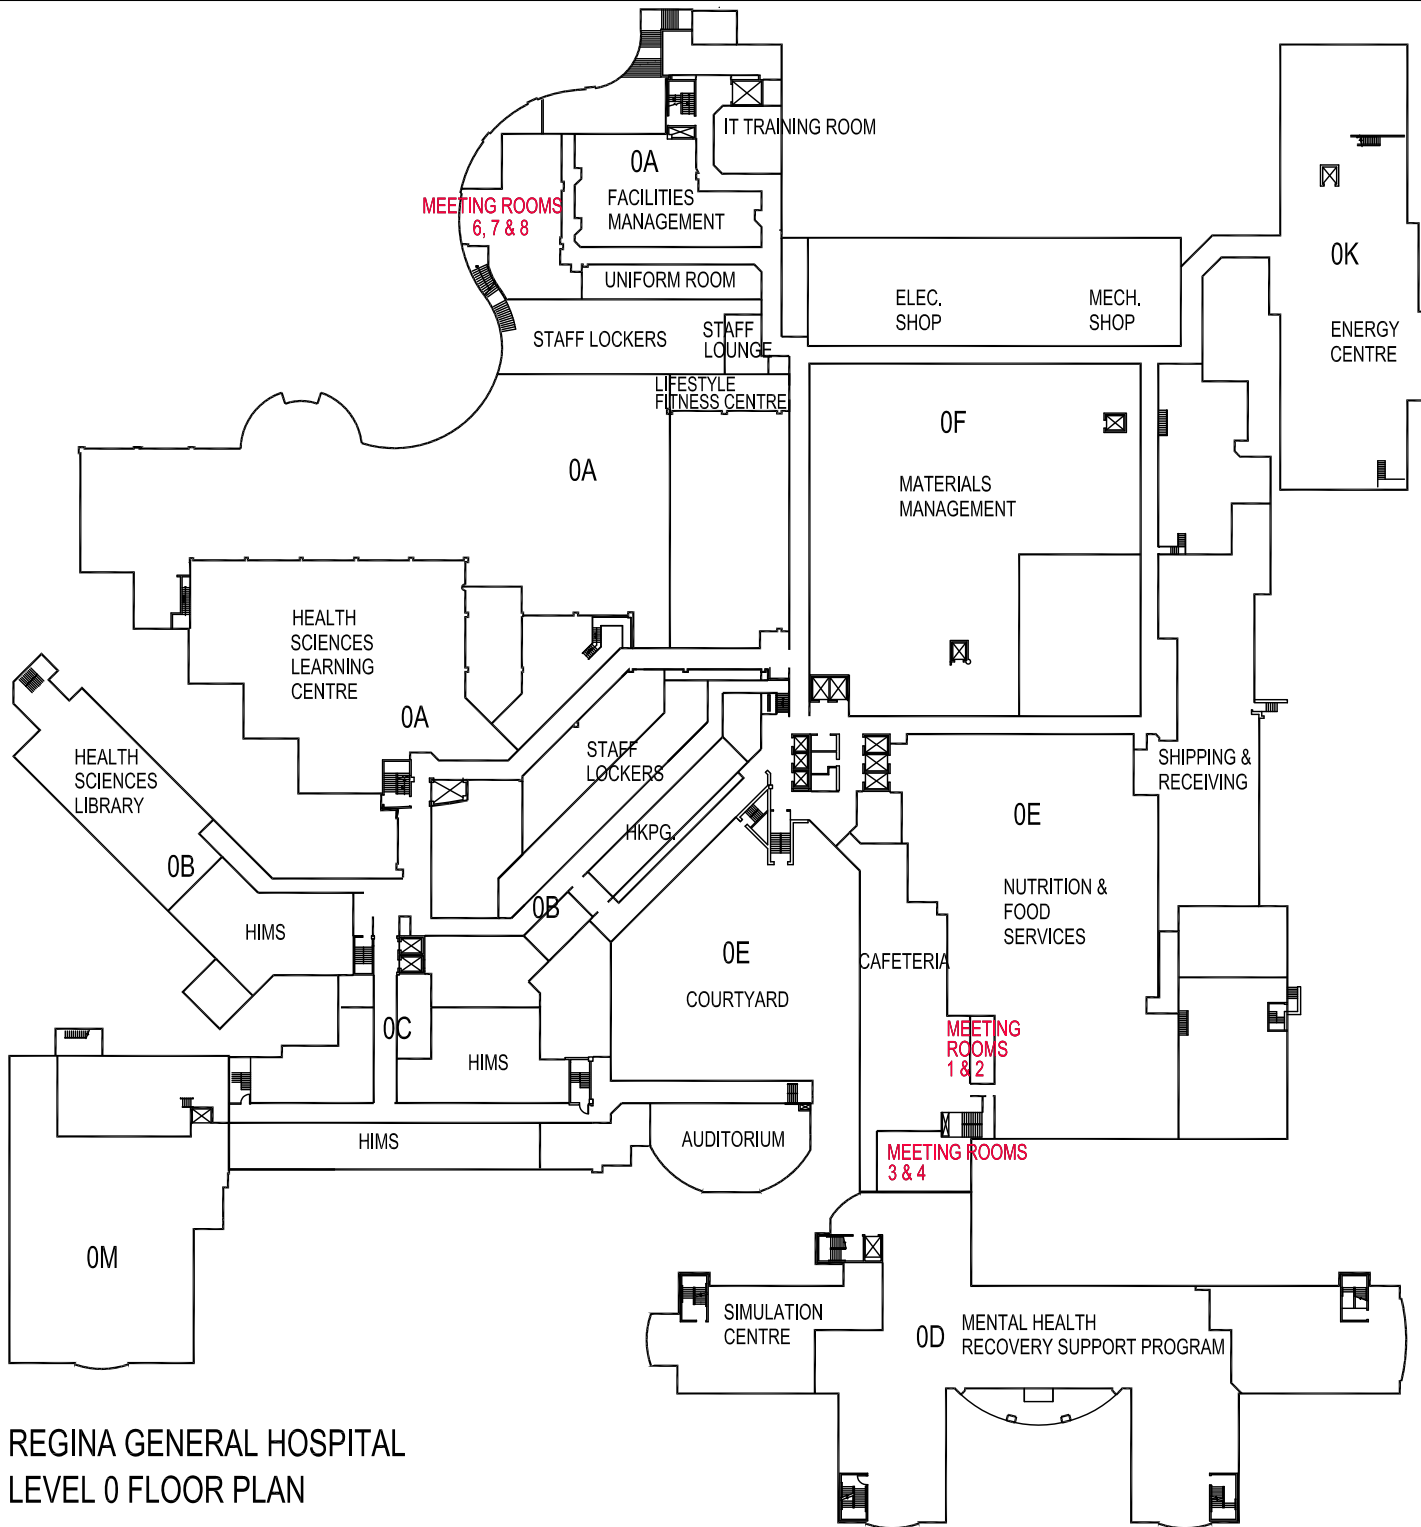 IT TRAINING ROOM
0A
FACILITIES
MANAGEMENT
MEETING ROOMS
6, 7 & 8
UNIFORM ROOM
0K
ELEC.
SHOP
MECH.
SHOP
ENERGY
CENTRE
STAFF LOCKERS
STAFF
LOUNGE
LIFESTYLE
FITNESS CENTRE
0F
MATERIALS
MANAGEMENT
0A
HEALTH
SCIENCES
LEARNING
CENTRE
0A
HEALTH
SCIENCES
LIBRARY
STAFF
LOCKERS
SHIPPING &
RECEIVING
HKPG.
0E
0B
NUTRITION &
FOOD
SERVICES
0B
HIMS
0E
COURTYARD
CAFETERIA
0C
HIMS
MEETING
ROOMS
1 & 2
HIMS
AUDITORIUM
MEETING ROOMS
3 & 4
0M
SIMULATION
CENTRE
0D
MENTAL HEALTH
RECOVERY SUPPORT PROGRAM
REGINA GENERAL HOSPITAL
LEVEL 0 FLOOR PLAN